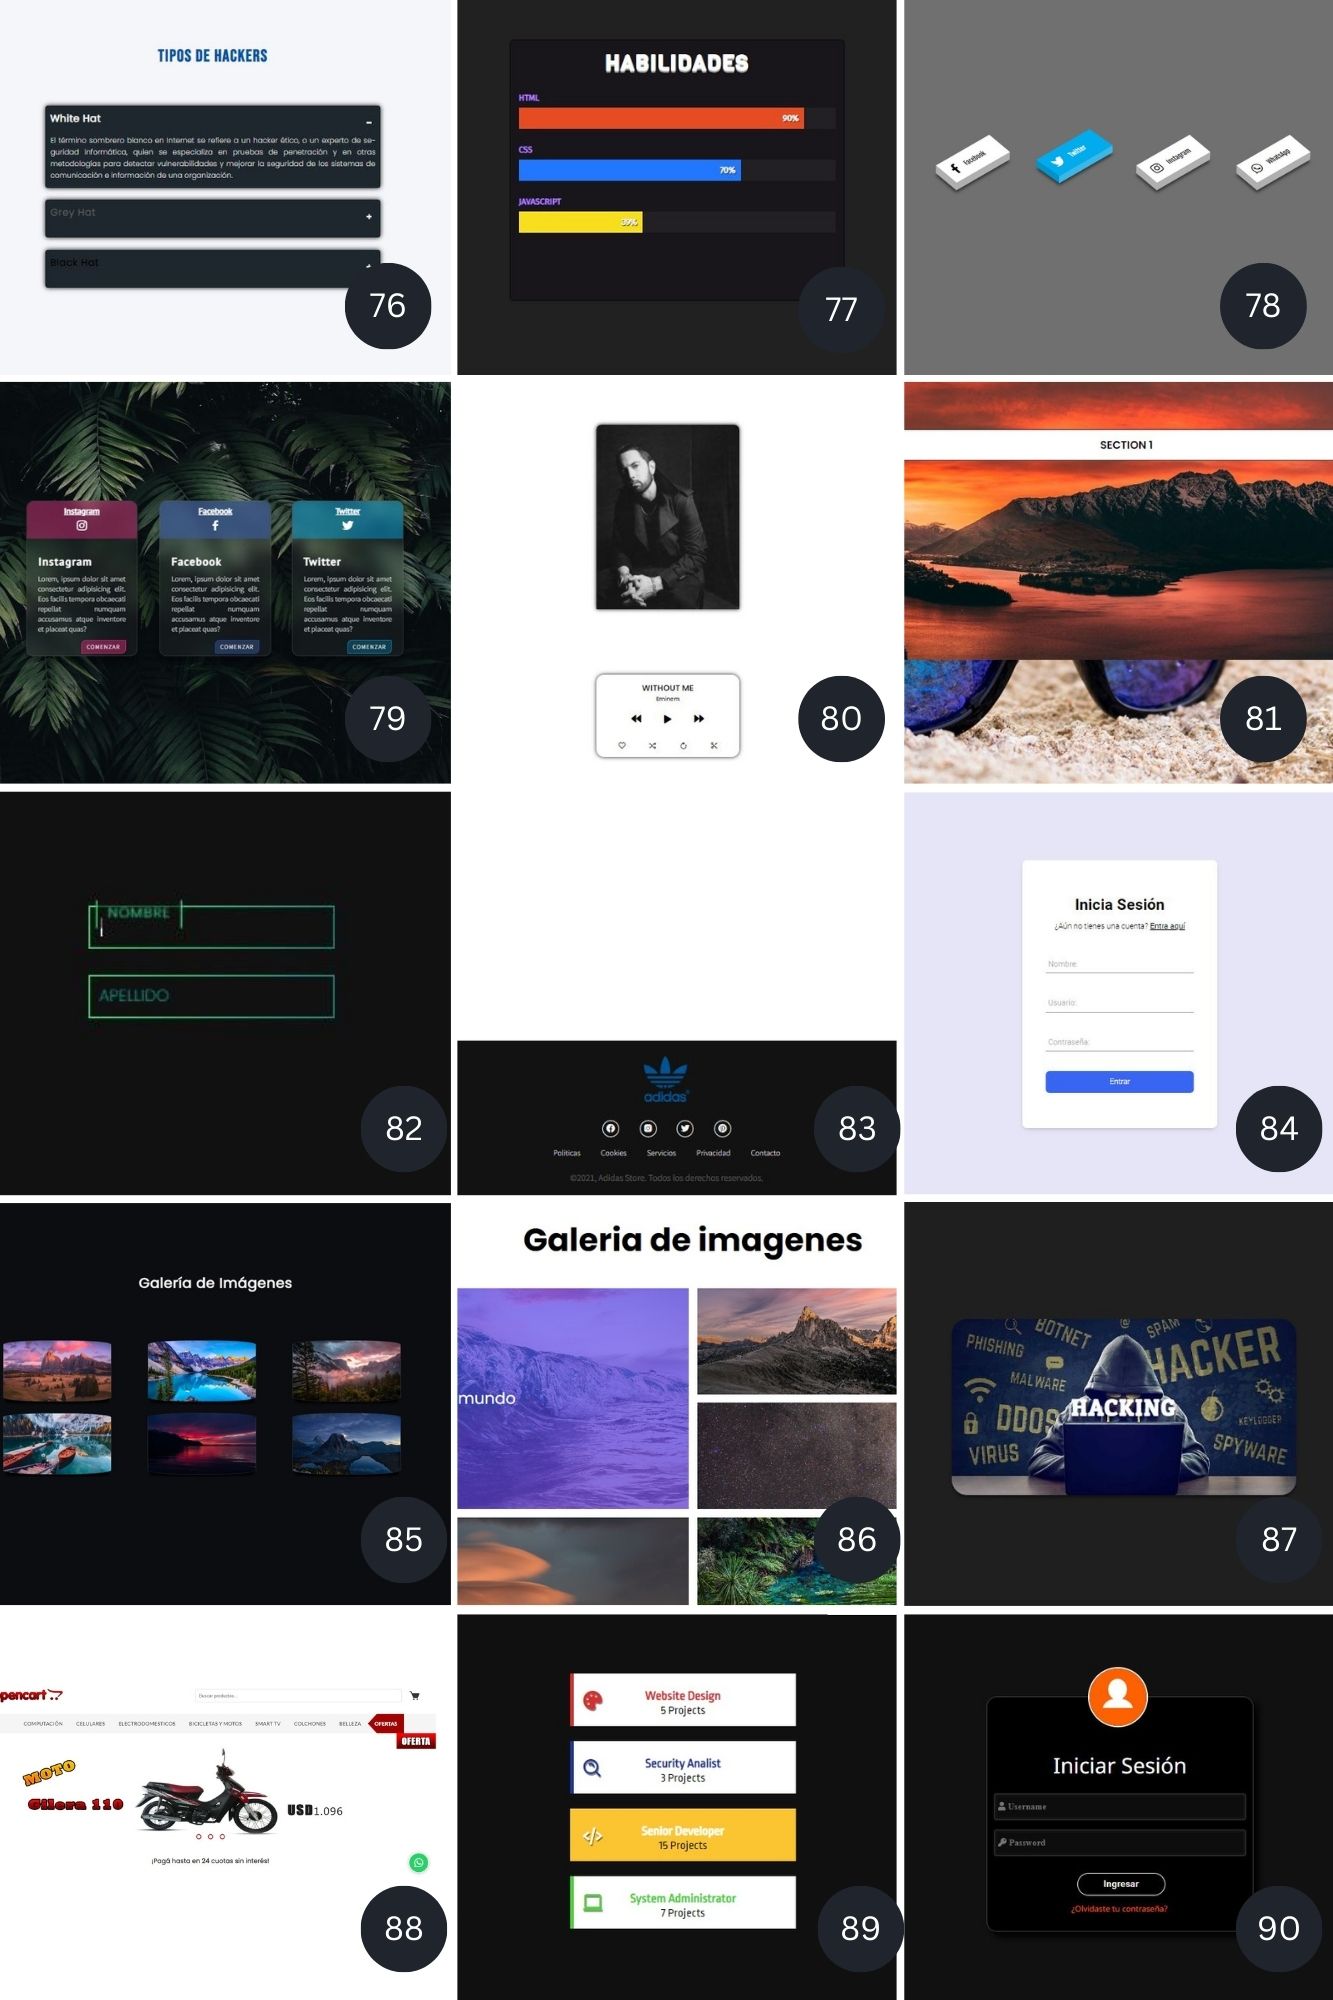 TIPOS DE HACKERS
White Hat
-
El término sombrero blanco en Internet se refiere a un hacker ético, o un experto de se-
guridad informática, quien se especializa en pruebas de penetración y en otras
metodologías para detectar vulnerabilidades y mejorar la seguridad de los sistemas de
comunicación e información de una organización.
Grey Hat
+
Black Hat
76
HABILIDADES
HTML
90%
CSS
70%
JAVASCRIPT
39%
77
Facebook
Twitter
Instagram
WhatsApp
78
Instagram
Instagram
Lorem, ipsum dolor sit amet
consectetur adipisicing elit.
Eos facilis tempora obcaecati
repellat numquam
accusamus atque inventore
et placeat quas?
COMENZAR
Facebook
Facebook
Lorem, ipsum dolor sit amet
consectetur adipisicing elit.
Eos facilis tempora obcaecati
repellat numquam
accusamus atque inventore
et placeat quas?
COMENZAR
Twitter
Twitter
Lorem, ipsum dolor sit amet
consectetur adipisicing elit.
Eos facilis tempora obcaecati
repellat numquam
accusamus atque inventore
et placeat quas?
COMENZAR
79
WITHOUT ME
Eminem
80
SECTION 1
81
NOMBRE
APELLIDO
82
adidas
Politicas Cookies Servicios Privacidad Contacto
©2021, Adidas Store. Todos los derechos reservados.
83
Inicia Sesión
¿Aún no tienes una cuenta? Entra aquí
Nombre:
Usuario:
Contraseña:
Entrar
84
Galería de Imágenes
85
Galeria de imagenes
mundo
86
PHISHING
BOTNET
@
SPAM
HACKER
MALWARE
DDOS
HACKING
KEYLOGGER
VIRUS
SPYWARE
87
pencart
Buscar productos...
COMPUTACIÓN CELULARES ELECTRODOMESTICOS BICICLETAS Y MOTOS SMART TV COLCHONES BELLEZA OFERTAS
OFERTA
MOTO
Gilera 110
USD1.096
¡Pagá hasta en 24 cuotas sin interés!
88
Website Design
5 Projects
Security Analist
3 Projects
</>
Senior Developer
15 Projects
System Administrator
7 Projects
89
Iniciar Sesión
Username
Password
Ingresar
¿Olvidaste tu contraseña?
90